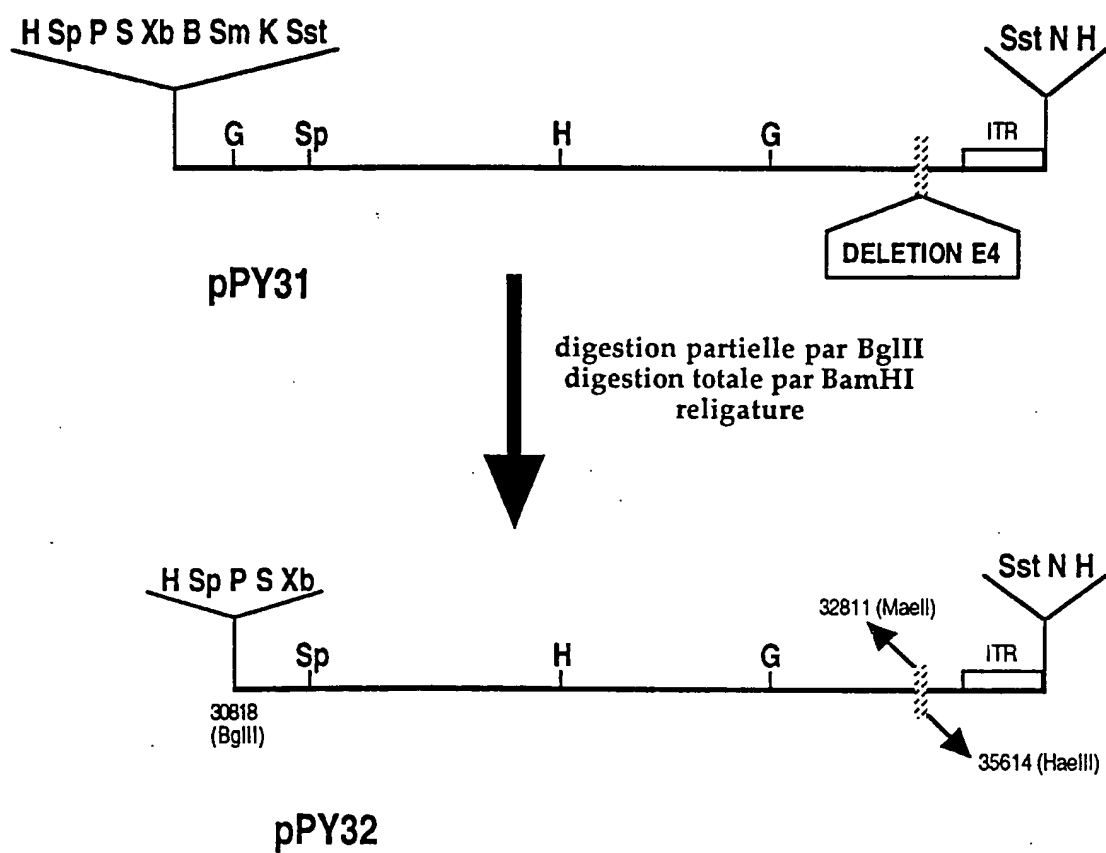 H Sp P S Xb B Sm K Sst
Sst N H
G
Sp
H
G
ITR
DELETION E4
pPY31
digestion partielle par BglII
digestion totale par BamHI
religature
H Sp P S Xb
Sst N H
32811 (MaeII)
Sp
H
G
ITR
30818
(BglII)
35614 (HaeIII)
pPY32